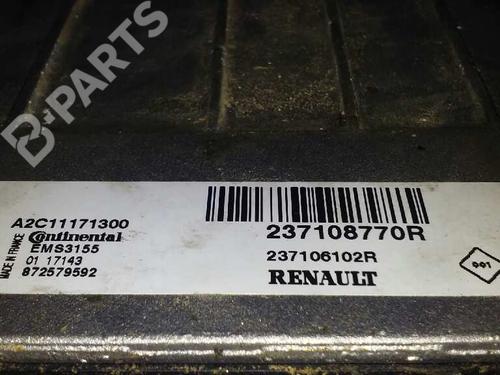 B-PARTS
A2C11171300
Continental
EMS3155
01 17143
872579592
MADE IN FRANCE
237108770R
237106102R
RENAULT
001